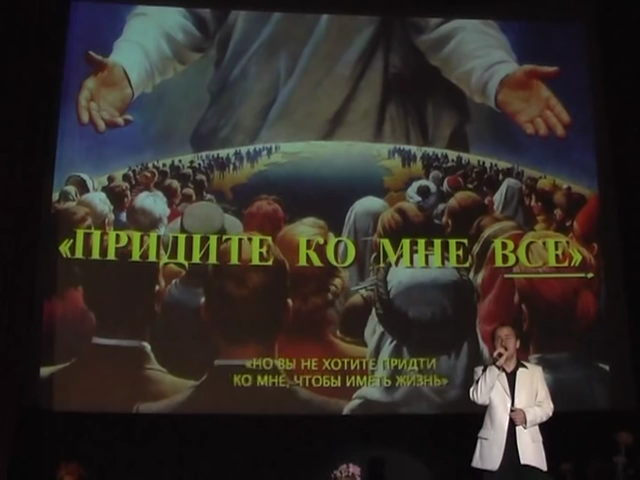 «ПРИДИТЕ КО МНЕ ВСЕ»
«НО ВЫ НЕ ХОТИТЕ ПРИДТИ
КО МНЕ, ЧТОБЫ ИМЕТЬ ЖИЗНЬ»